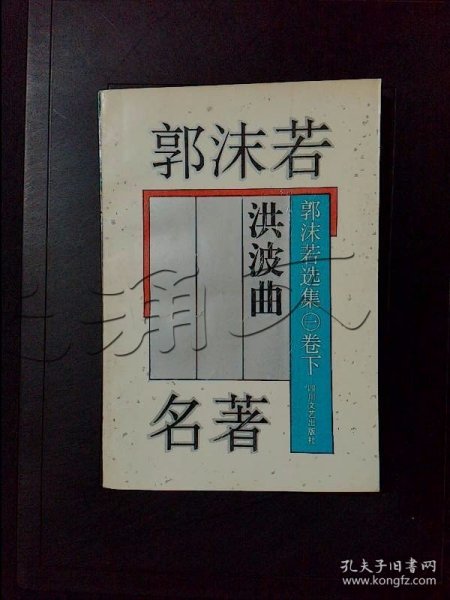 郭沫若
洪波曲
郭沫若选集㊀卷下
四川文艺出版社
名著
孔夫子旧书网
www.kongfz.com